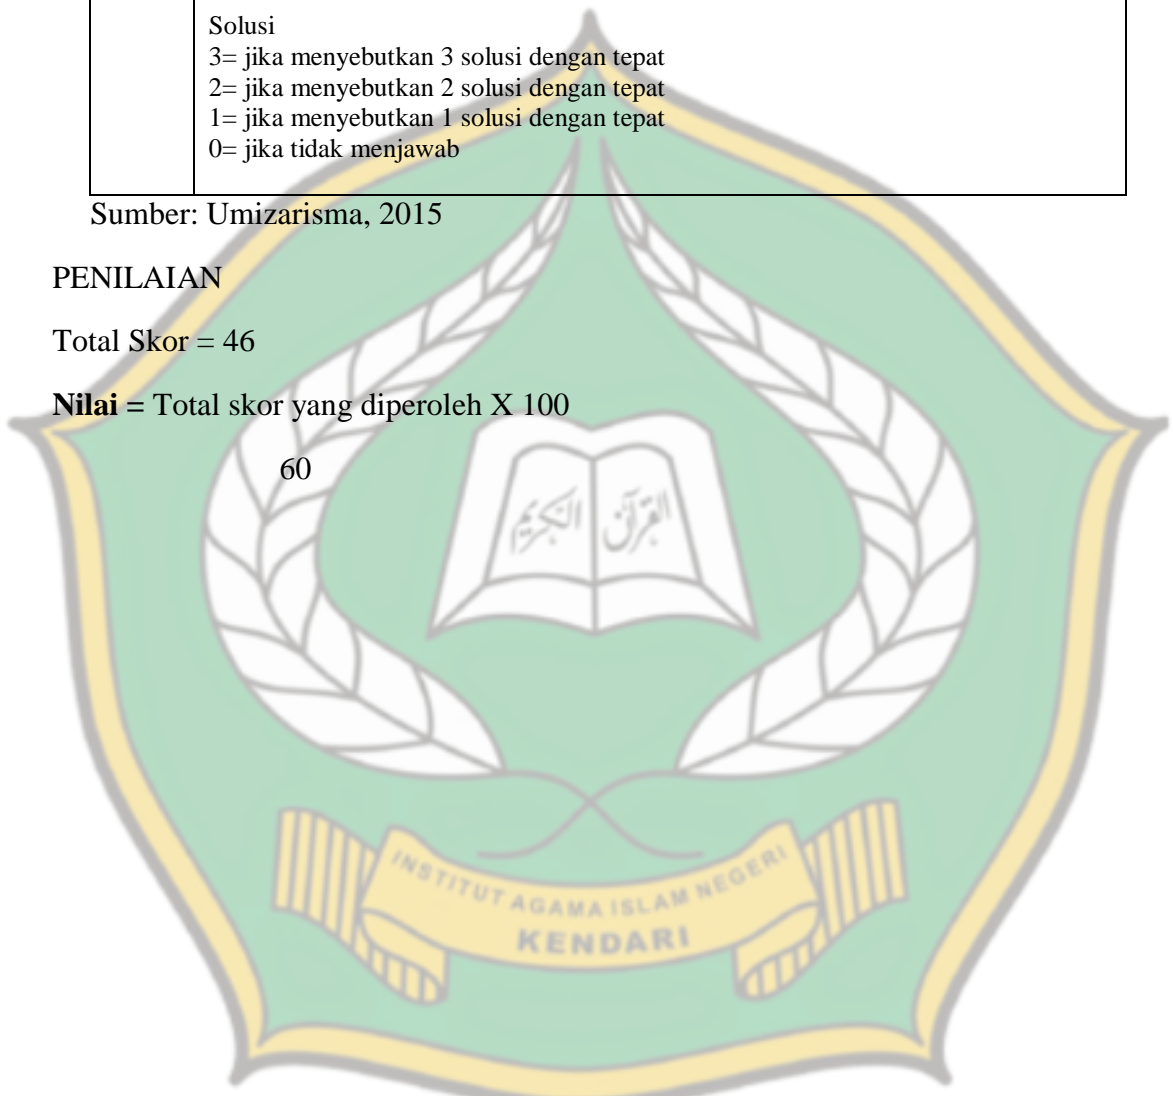 Solusi
3= jika menyebutkan 3 solusi dengan tepat
2= jika menyebutkan 2 solusi dengan tepat
1= jika menyebutkan 1 solusi dengan tepat
0= jika tidak menjawab
Sumber: Umizarisma, 2015
PENILAIAN
Total Skor = 46
Nilai = Total skor yang diperoleh X 100
60
القرآن الكريم
INSTITUT AGAMA ISLAM NEGERI
KENDARI